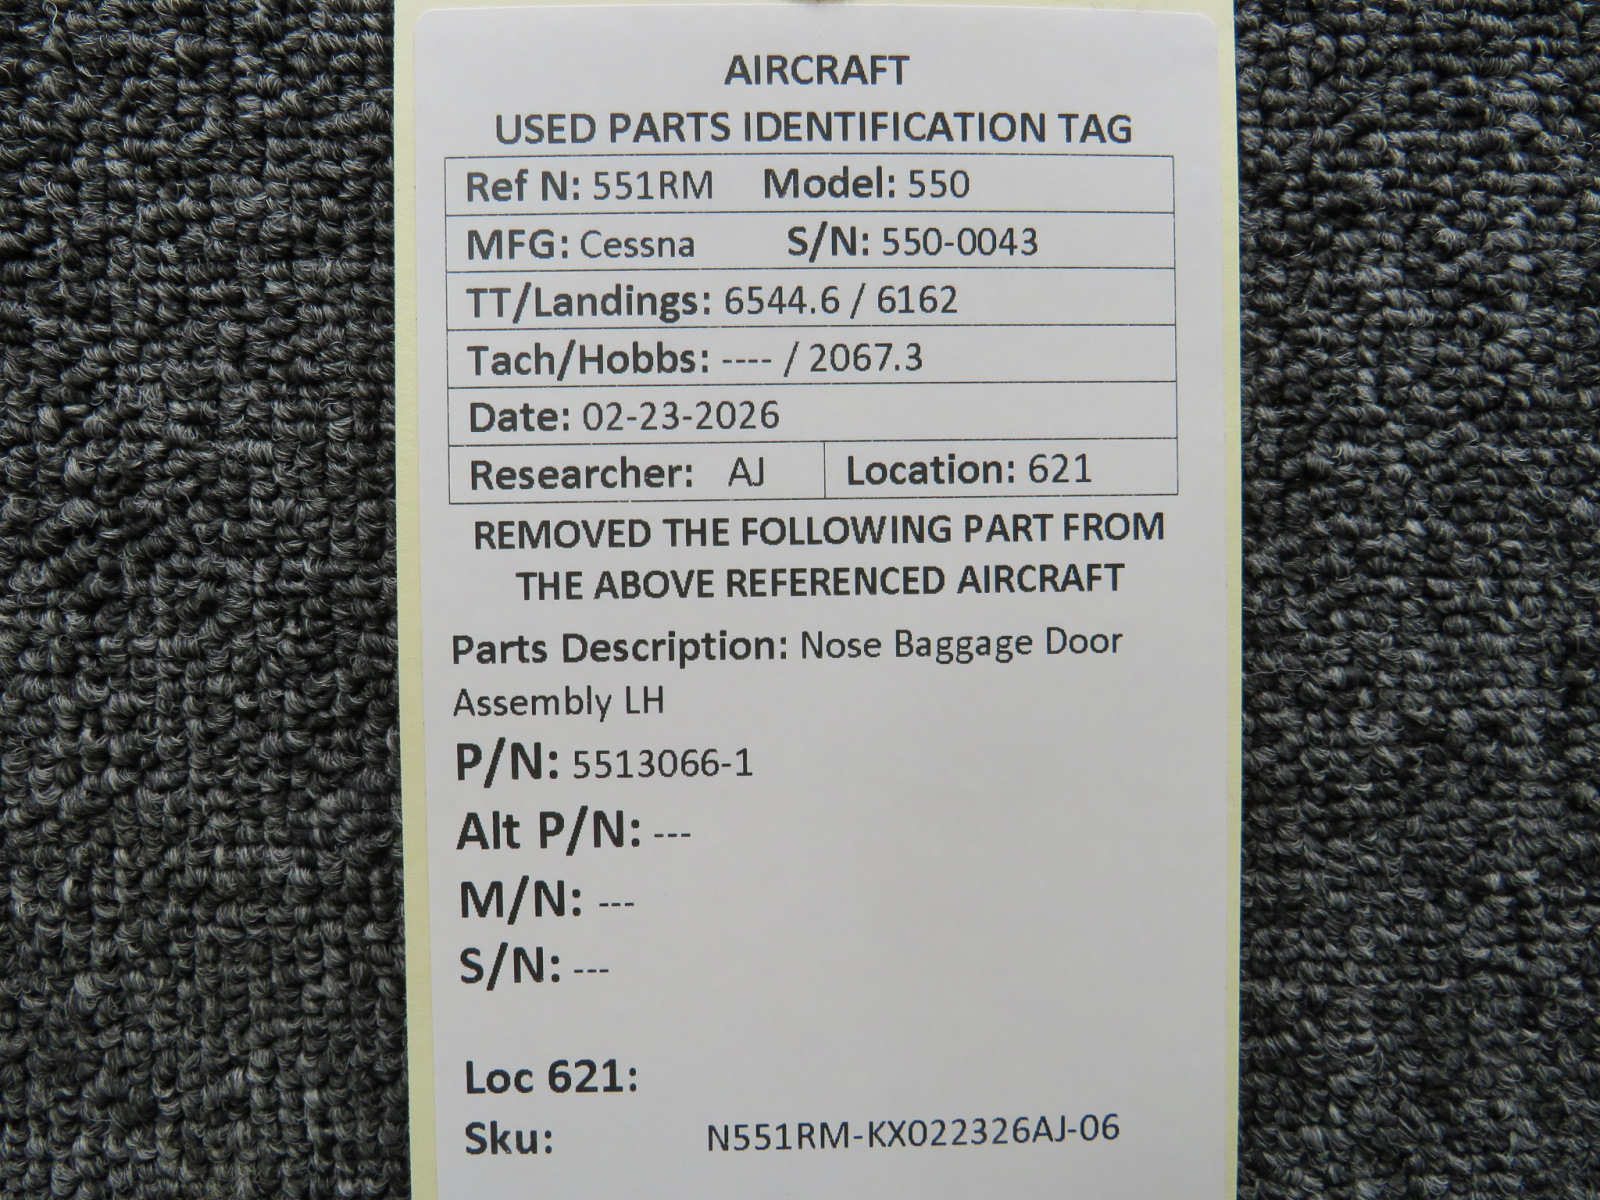 AIRCRAFT
USED PARTS IDENTIFICATION TAG
Ref N: 551RM Model: 550
MFG: Cessna S/N: 550-0043
TT/Landings: 6544.6 / 6162
Tach/Hobbs: ---- / 2067.3
Date: 02-23-2026
Researcher: AJ Location: 621
REMOVED THE FOLLOWING PART FROM
THE ABOVE REFERENCED AIRCRAFT
Parts Description: Nose Baggage Door
Assembly LH
P/N: 5513066-1
Alt P/N: ---
M/N: ---
S/N: ---
Loc 621:
Sku: N551RM-KX022326AJ-06